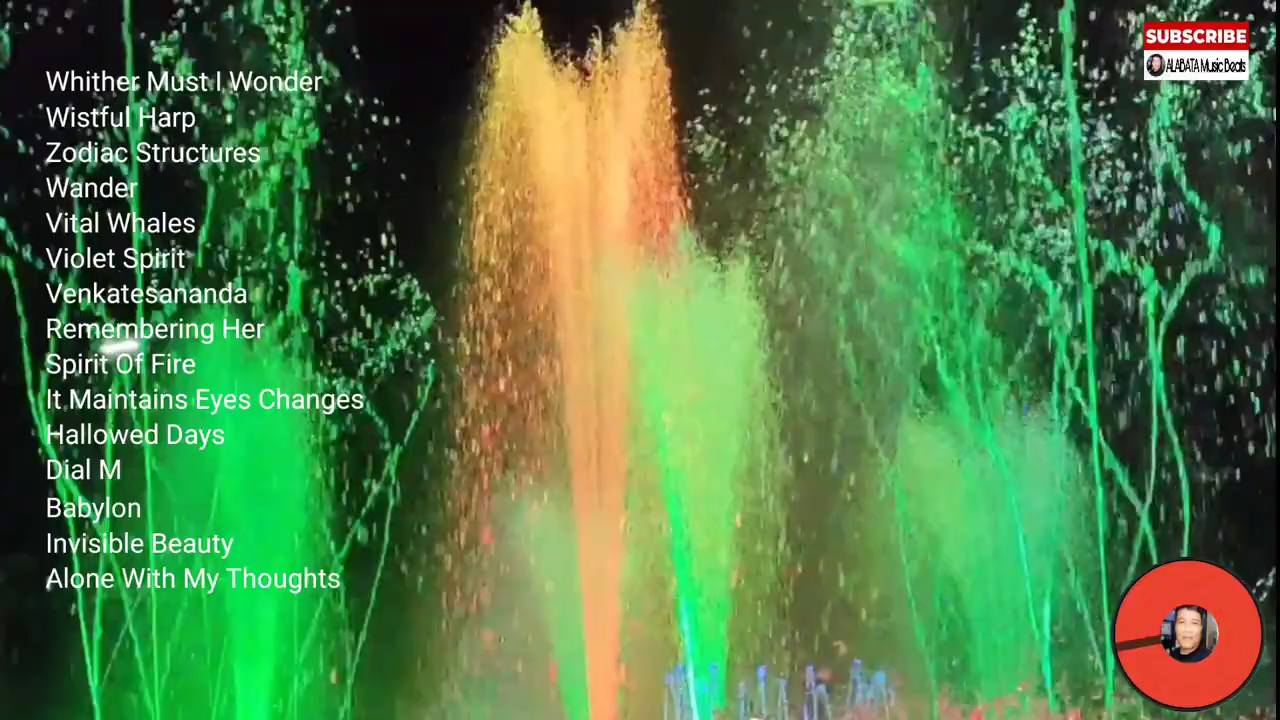 SUBSCRIBE
ALABATA Music Beats
Whither Must I Wonder
Wistful Harp
Zodiac Structures
Wander
Vital Whales
Violet Spirit
Venkatesananda
Remembering Her
Spirit Of Fire
It Maintains Eyes Changes
Hallowed Days
Dial M
Babylon
Invisible Beauty
Alone With My Thoughts